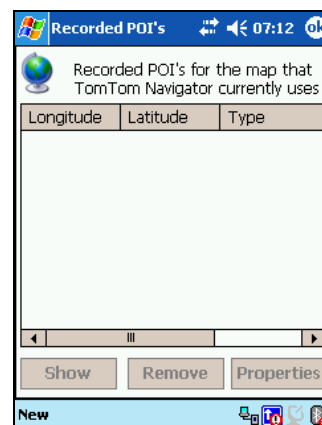 Recorded POI's 07:12 ok
Recorded POI's for the map that
TomTom Navigator currently uses
Longitude Latitude Type
Show Remove Properties
New